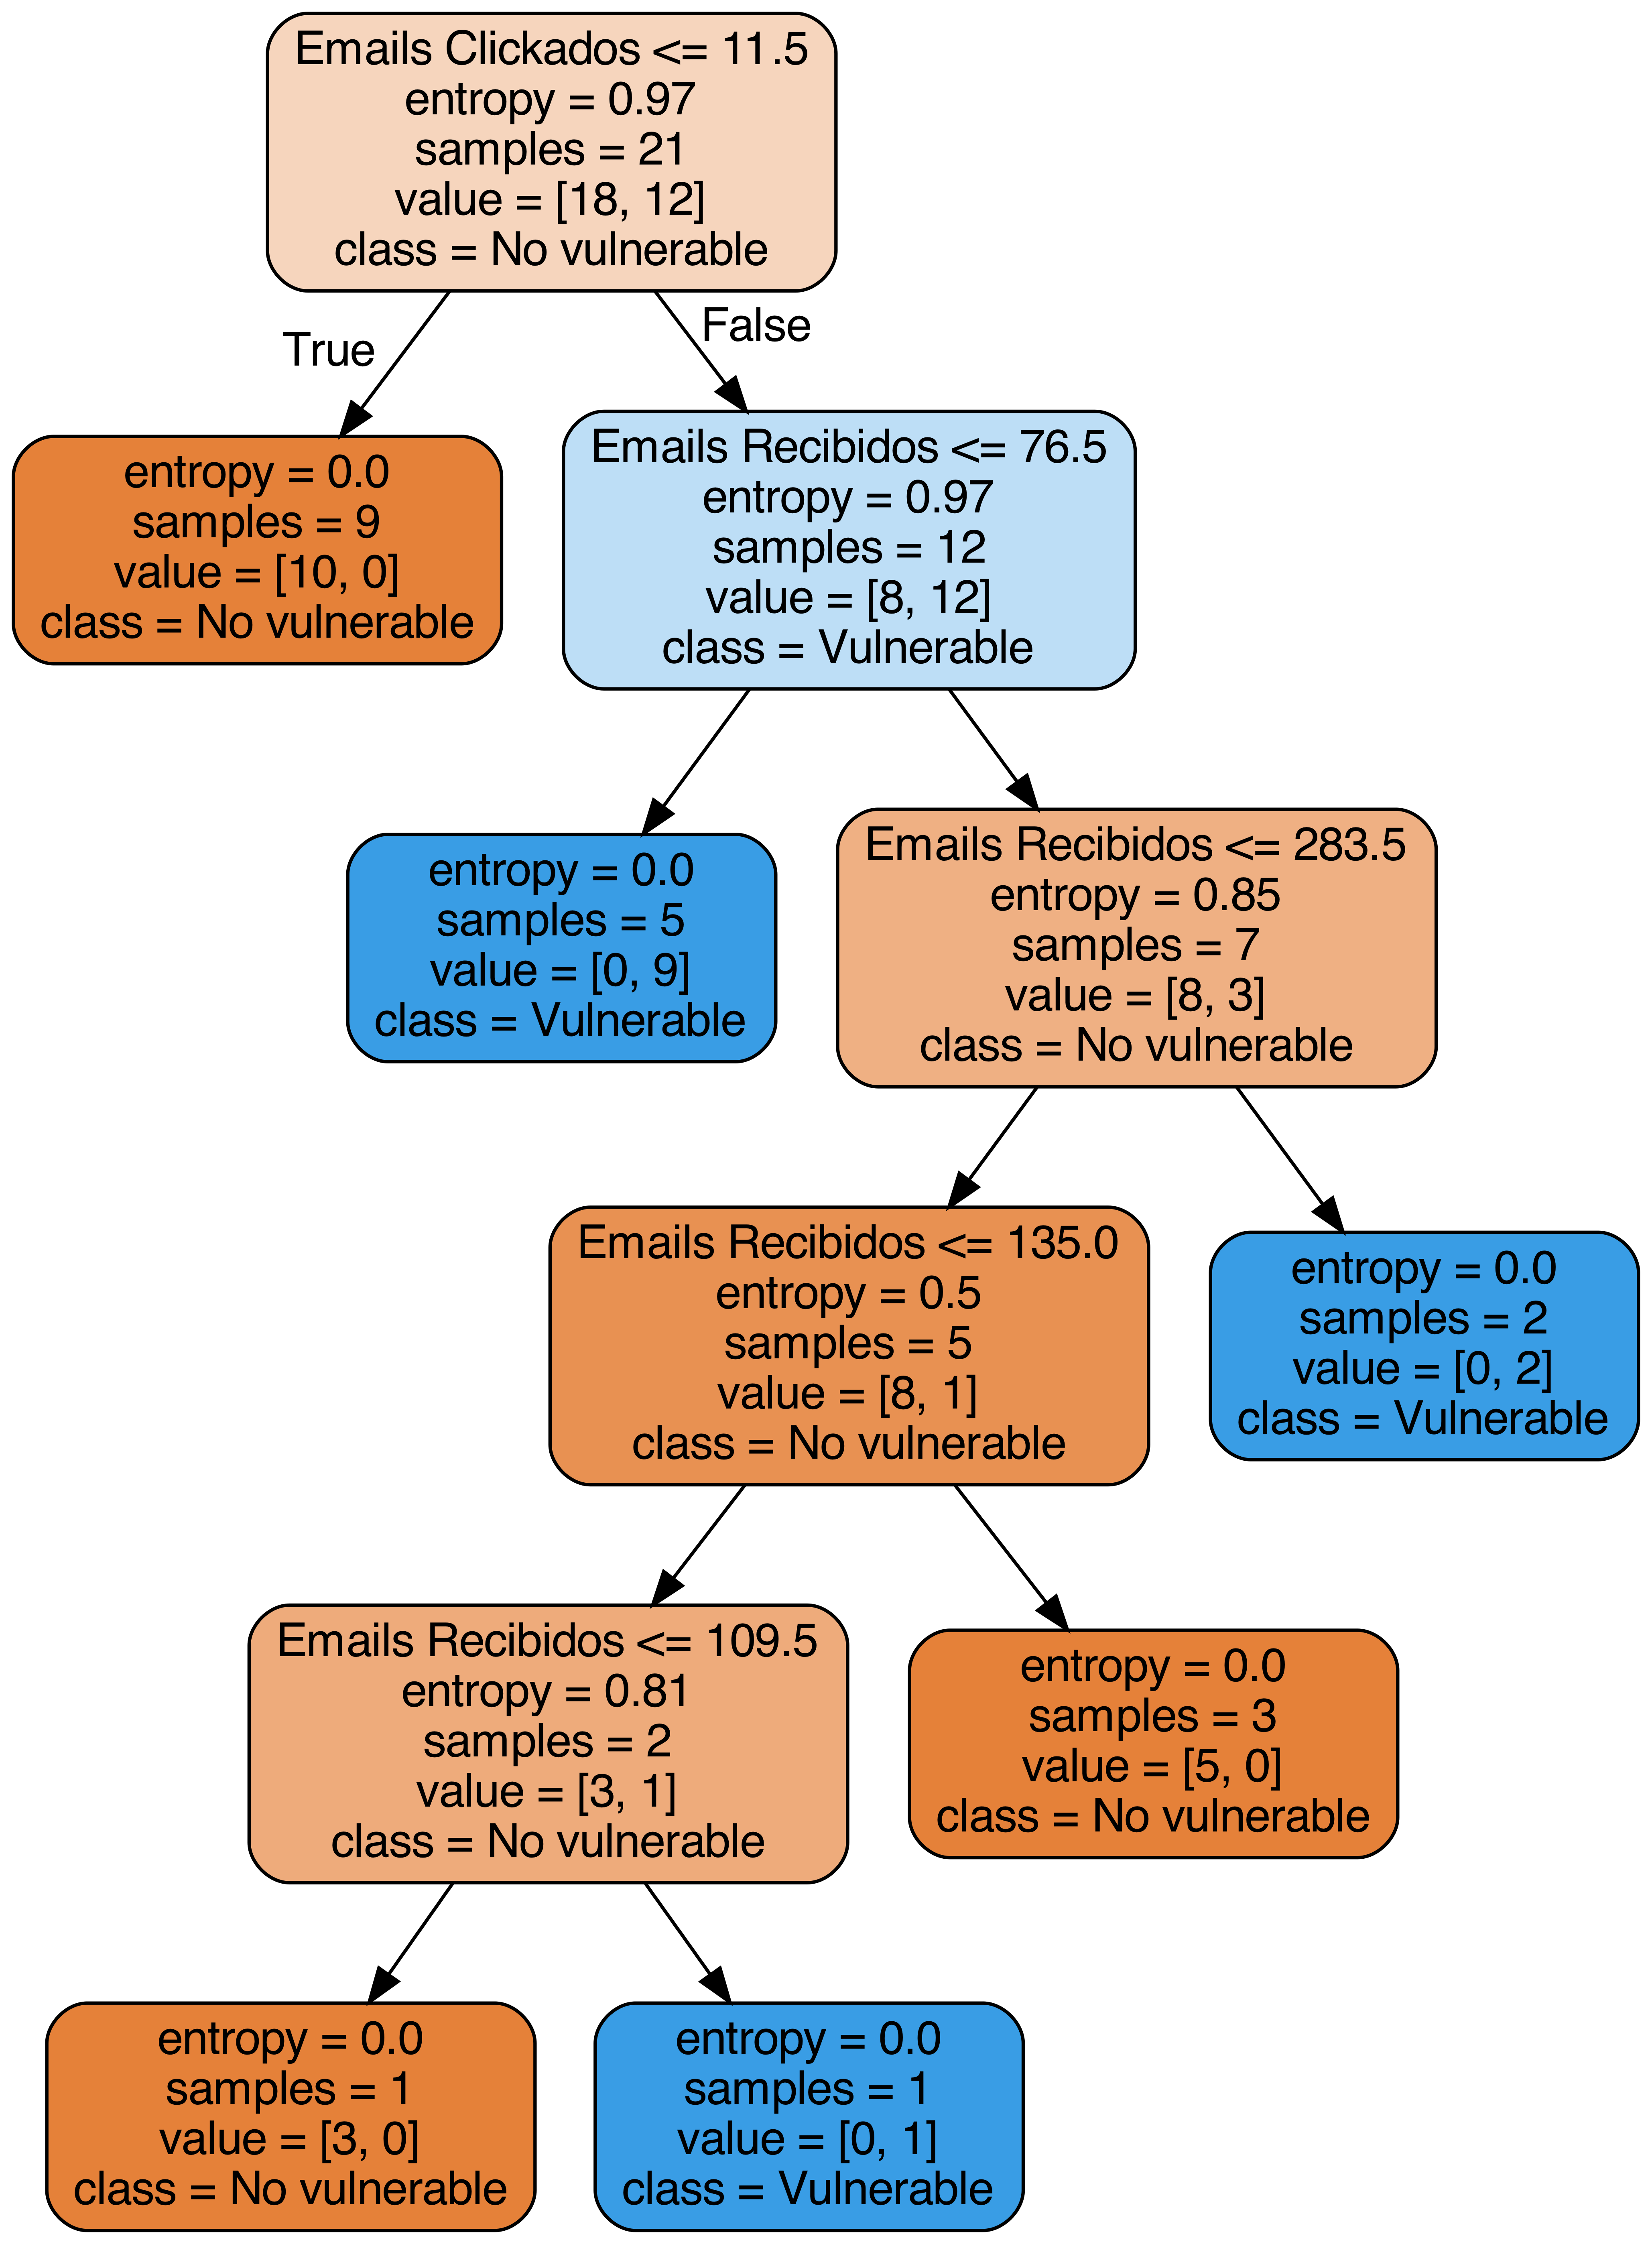 Emails Clickados <= 11.5
entropy = 0.97
samples = 21
value = [18, 12]
class = No vulnerable
True
False
entropy = 0.0
samples = 9
value = [10, 0]
class = No vulnerable
Emails Recibidos <= 76.5
entropy = 0.97
samples = 12
value = [8, 12]
class = Vulnerable
entropy = 0.0
samples = 5
value = [0, 9]
class = Vulnerable
Emails Recibidos <= 283.5
entropy = 0.85
samples = 7
value = [8, 3]
class = No vulnerable
Emails Recibidos <= 135.0
entropy = 0.5
samples = 5
value = [8, 1]
class = No vulnerable
entropy = 0.0
samples = 2
value = [0, 2]
class = Vulnerable
Emails Recibidos <= 109.5
entropy = 0.81
samples = 2
value = [3, 1]
class = No vulnerable
entropy = 0.0
samples = 3
value = [5, 0]
class = No vulnerable
entropy = 0.0
samples = 1
value = [3, 0]
class = No vulnerable
entropy = 0.0
samples = 1
value = [0, 1]
class = Vulnerable